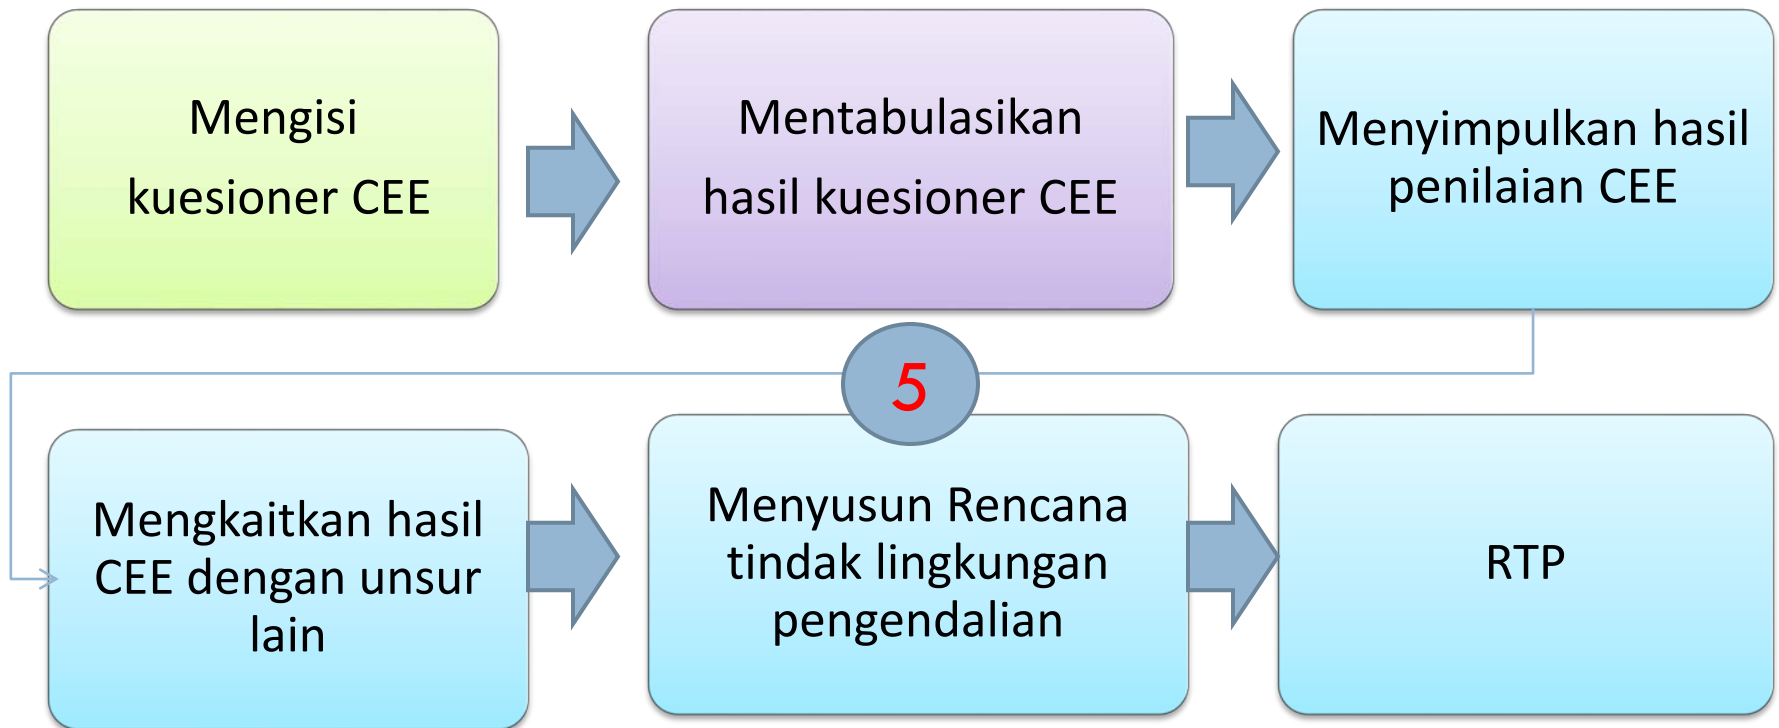 Mengisi
kuesioner CEE
Mentabulasikan
hasil kuesioner CEE
Menyimpulkan hasil
penilaian CEE
5
Mengkaitkan hasil
CEE dengan unsur
lain
Menyusun Rencana
tindak lingkungan
pengendalian
RTP